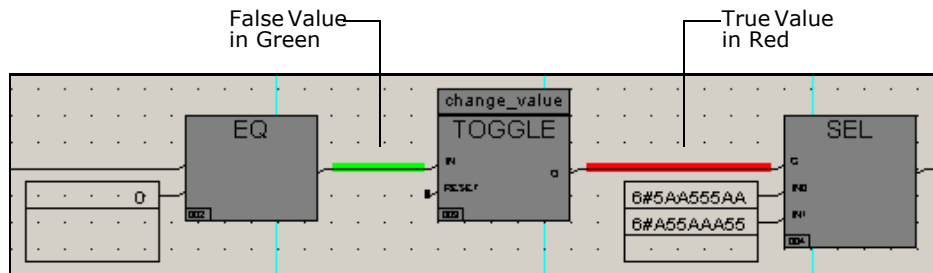 False Value
in Green
True Value
in Red
change_value
EQ
TOGGLE
SEL
IN
G
Q
0
RESET
6#5AA555AA
IN0
6#A55AAA55
IN1
002
003
004